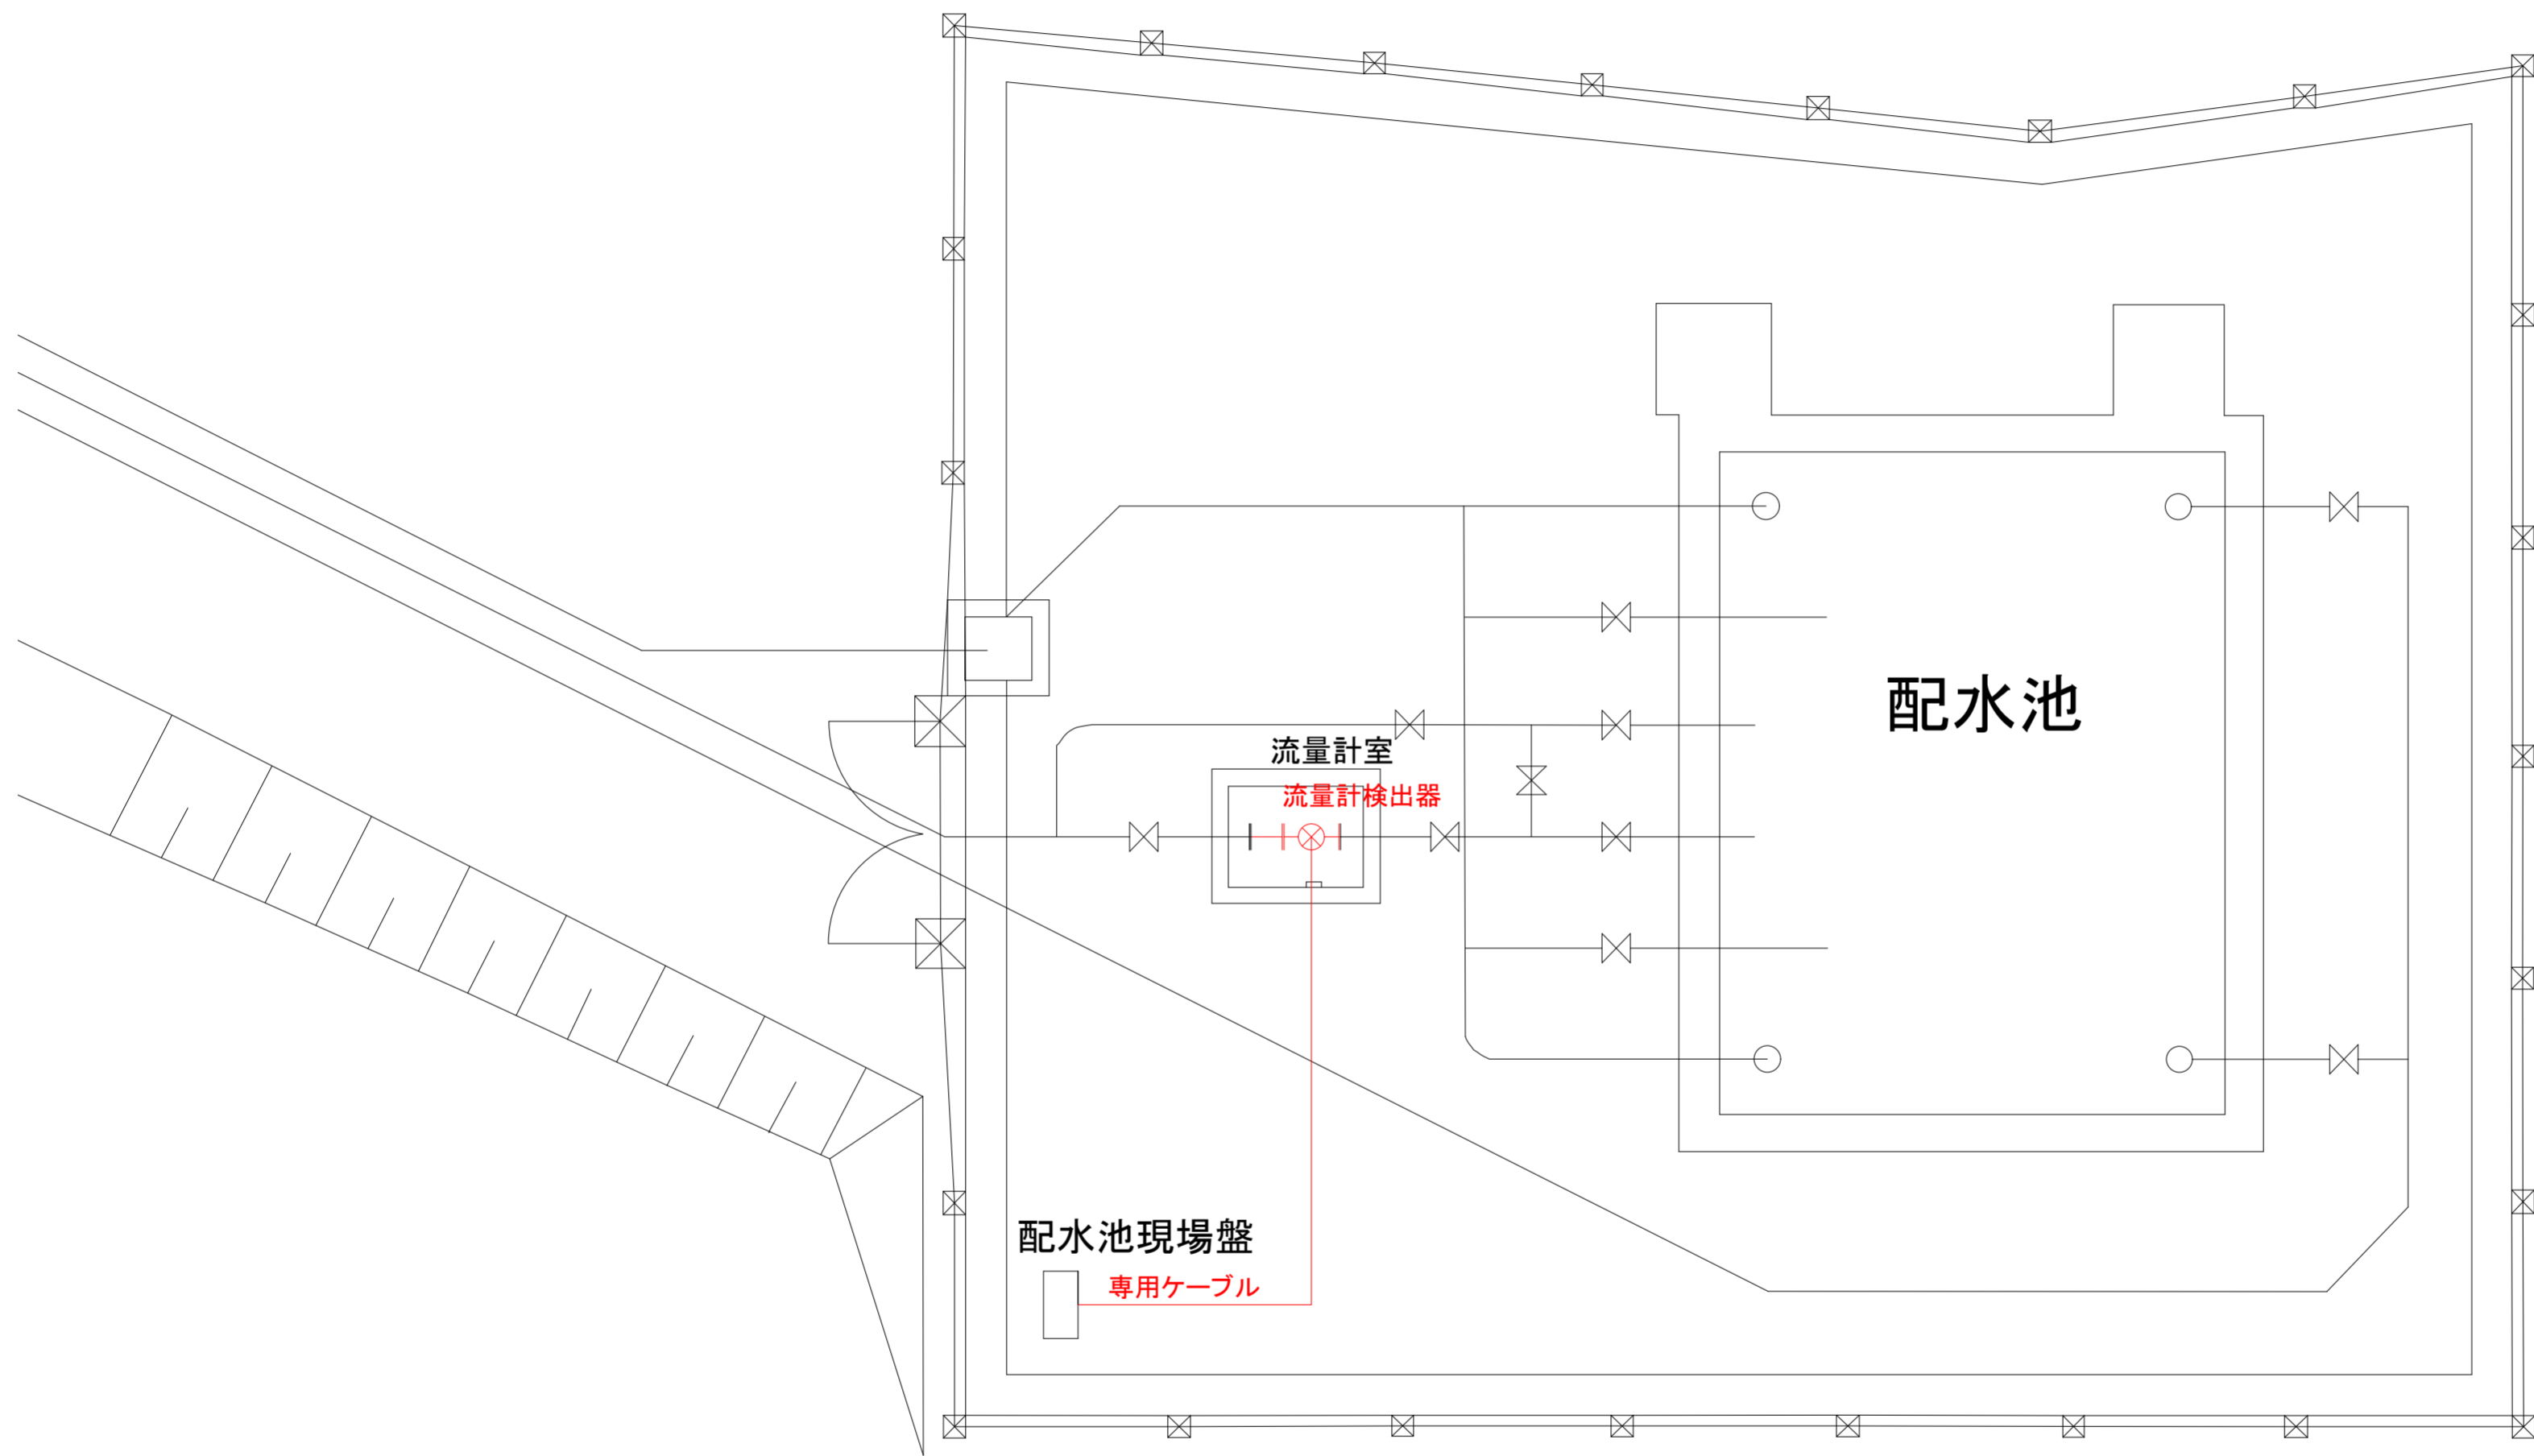 配水池
流量計室
流量計検出器
配水池現場盤
専用ケーブル